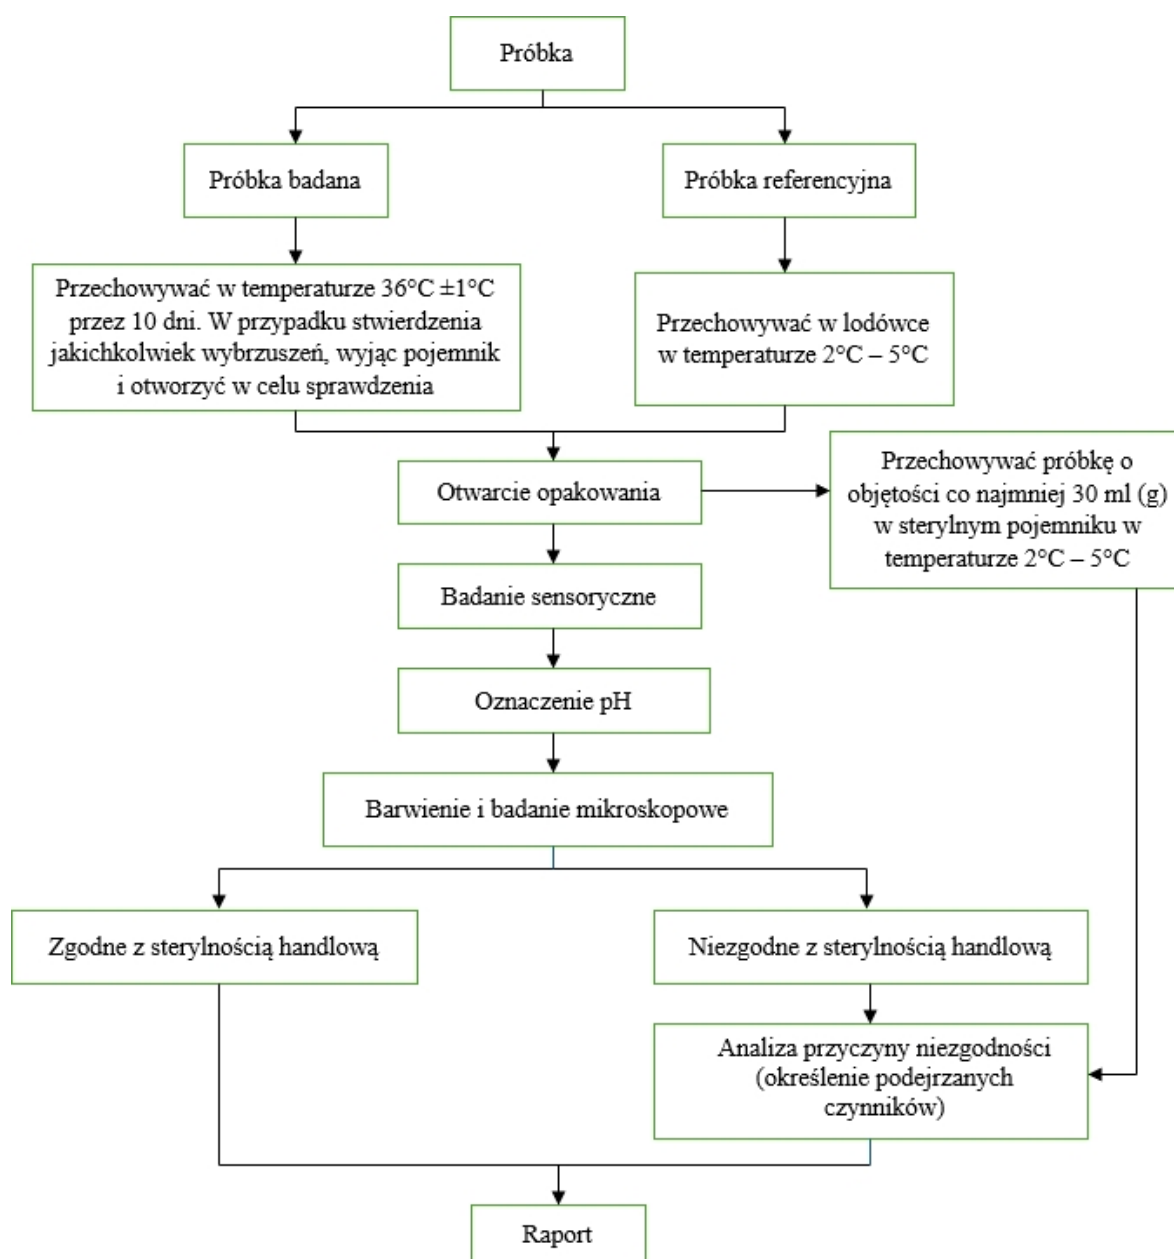 Próbka
Próbka badana
Próbka referencyjna
Przechowywać w temperaturze 36°C ±1°C
przez 10 dni. W przypadku stwierdzenia
jakichkolwiek wybrzuszeń, wyjąc pojemnik
i otworzyć w celu sprawdzenia
Przechowywać w lodówce
w temperaturze 2°C – 5°C
Otwarcie opakowania
Przechowywać próbkę o
objętości co najmniej 30 ml (g)
w sterylnym pojemniku w
temperaturze 2°C – 5°C
Badanie sensoryczne
Oznaczenie pH
Barwienie i badanie mikroskopowe
Zgodne z sterylnością handlową
Niezgodne z sterylnością handlową
Analiza przyczyny niezgodności
(określenie podejrzanych
czynników)
Raport